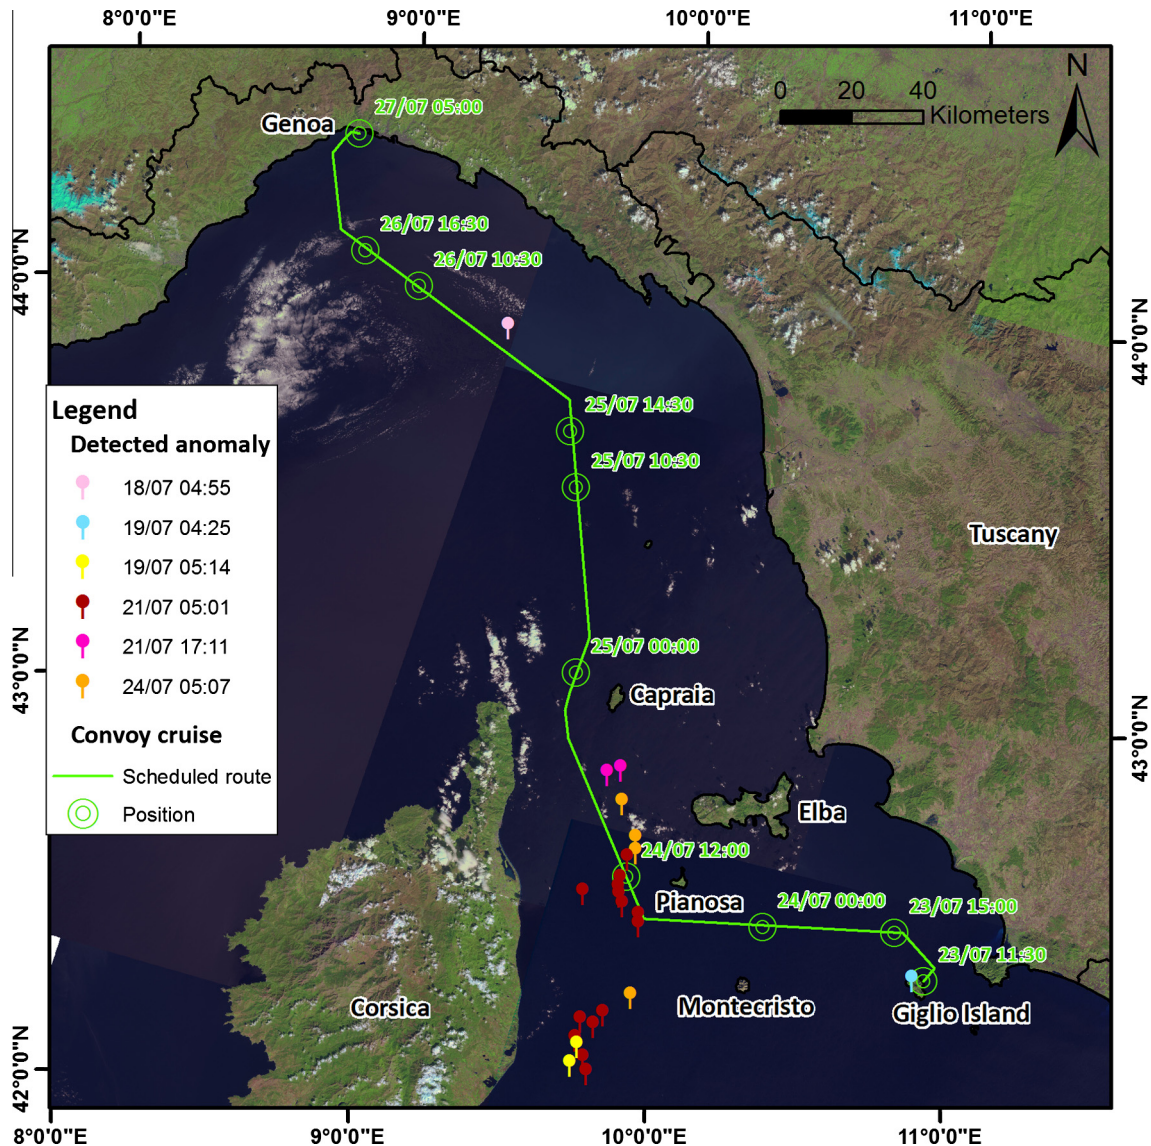 8°0'0"E 9°0'0"E 10°0'0"E 11°0'0"E
N
0 20 40
Kilometers
27/07 05:00
Genoa
26/07 16:30
26/07 10:30
44°0'0"N
44°0'0"N
25/07 14:30
25/07 10:30
Tuscany
Legend
Detected anomaly
18/07 04:55
19/07 04:25
19/07 05:14
21/07 05:01
21/07 17:11
24/07 05:07
Convoy cruise
Scheduled route
Position
25/07 00:00
43°0'0"N
Capraia
43°0'0"N
Elba
24/07 12:00
Pianosa
24/07 00:00
23/07 15:00
23/07 11:30
Corsica
Montecristo
Giglio Island
42°0'0"N
8°0'0"E 9°0'0"E 10°0'0"E 11°0'0"E